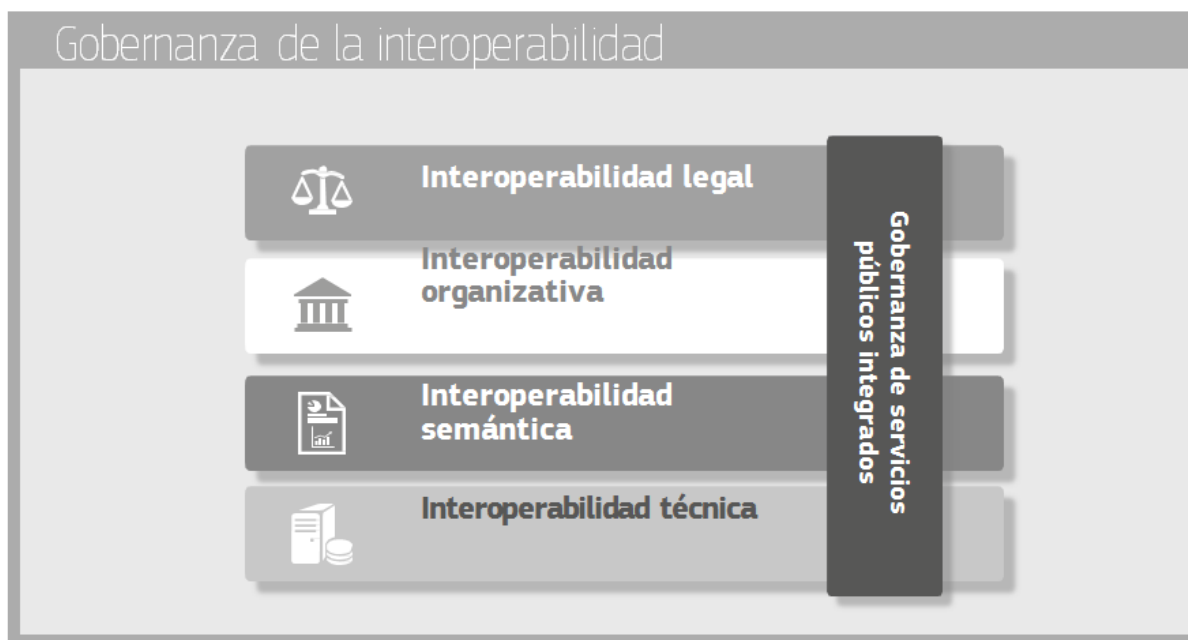 Gobernanza de la interoperabilidad
Interoperabilidad legal
Interoperabilidad
organizativa
Interoperabilidad
semántica
Interoperabilidad técnica
Gobernanza de servicios
públicos integrados